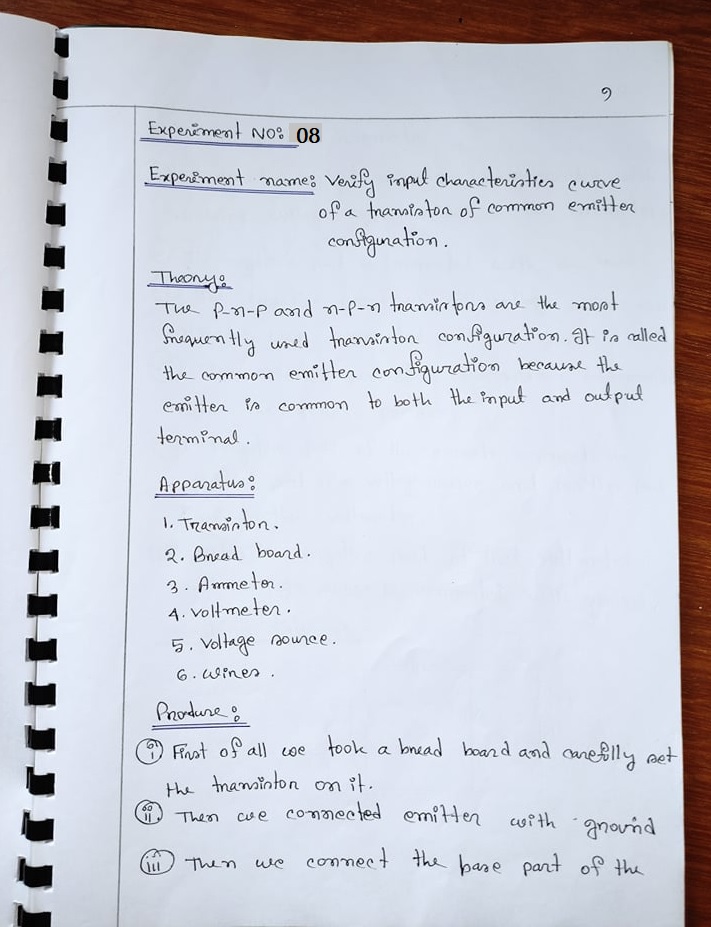 9
Experiment No: 08
Experiment name: Verify input characteristics curve
of a transistor of common emitter
configuration.
Theory:
The P-n-P and n-p-n transistors are the most
frequently used transistor configuration. It is called
the common emitter configuration because the
emitter is common to both the input and output
terminal.
Apparatus:
1. Transistor.
2. Bread board.
3. Ammeter.
4. Voltmeter.
5. Voltage source.
6. wires.
Produre:
i First of all we took a bread board and carefully set
the transistor on it.
ii. Then we connected emitter with ground
iii Then we connect the base part of the